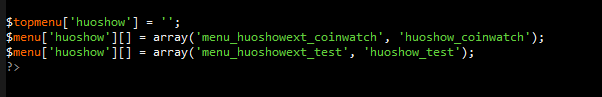 $topmenu['huoshow'] = '';
$menu['huoshow'][] = array('menu_huoshowext_coinwatch', 'huoshow_coinwatch');
$menu['huoshow'][] = array('menu_huoshowext_test', 'huoshow_test');
?>